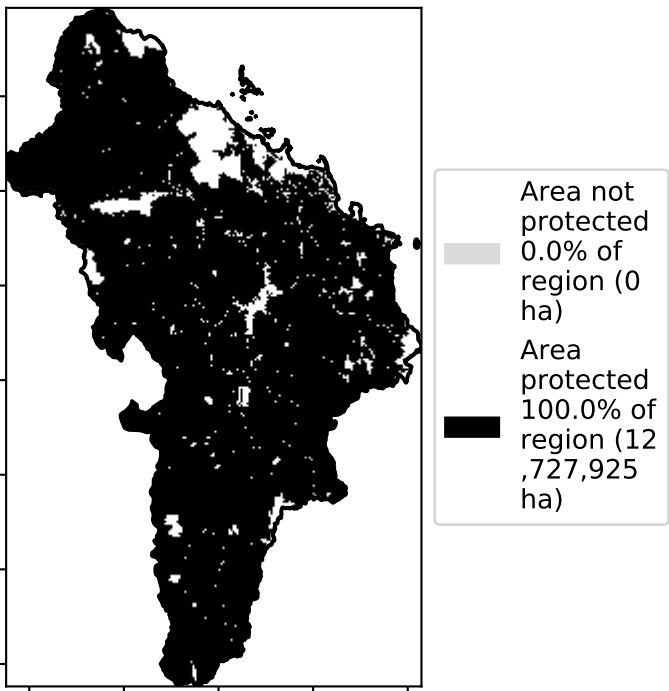 Area not
protected
0.0% of
region (0
ha)
Area
protected
100.0% of
region (12
,727,925
ha)